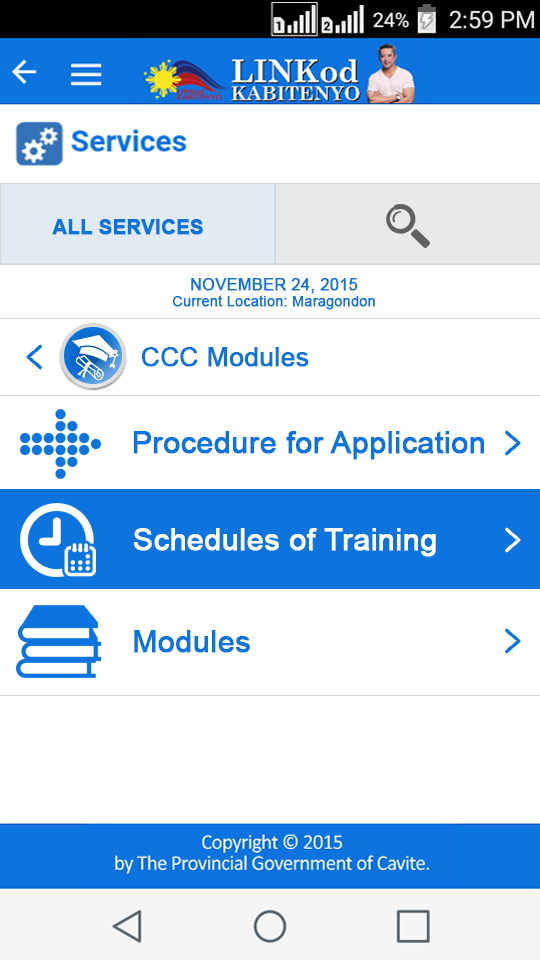 1 2 24% 2:59 PM
LINKod
KABITENYO
Services
ALL SERVICES
NOVEMBER 24, 2015
Current Location: Maragondon
CCC Modules
Procedure for Application
Schedules of Training
Modules
Copyright © 2015
by The Provincial Government of Cavite.